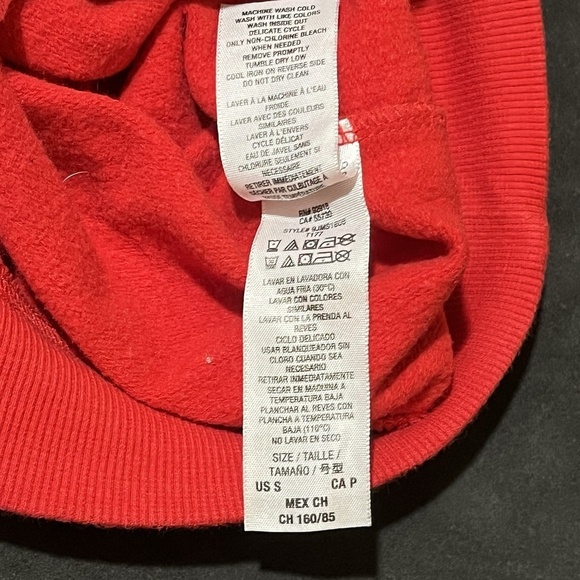 MACHINE WASH COLD
WASH WITH LIKE COLORS
WASH INSIDE OUT
DELICATE CYCLE
ONLY NON-CHLORINE BLEACH
WHEN NEEDED
REMOVE PROMPTLY
TUMBLE DRY LOW
COOL IRON ON REVERSE SIDE
DO NOT DRY CLEAN
LAVER À LA MACHINE À L'EAU
FROIDE
LAVER AVEC DES COULEURS
SIMILAIRES
LAVER À L'ENVERS
CYCLE DÉLICAT
EAU DE JAVEL SANS
CHLORURE SEULEMENT SI
NÉCESSAIRE
RETIRER IMMÉDIATEMENT
SÉCHER PAR CULBUTAGE À
BASSE TEMPÉRATURE
CA# 55730
T177
LAVAR EN LAVADORA CON
AGUA FRIA (30°C)
LAVAR CON COLORES
SIMILARES
LAVAR CON LA PRENDA AL
REVES
CICLO DELICADO
USAR BLANQUEADOR SIN
CLORO CUANDO SEA
NECESARIO
RETIRAR INMEDIATAMENTE
SECAR EN MAQUINA A
TEMPERATURA BAJA
PLANCHAR AL REVES CON
PLANCHA A TEMPERATURA
BAJA (110°C)
NO LAVAR EN SECO
SIZE / TAILLE /
TAMAÑO / 号型
US S CA P
MEX CH
CH 160/85